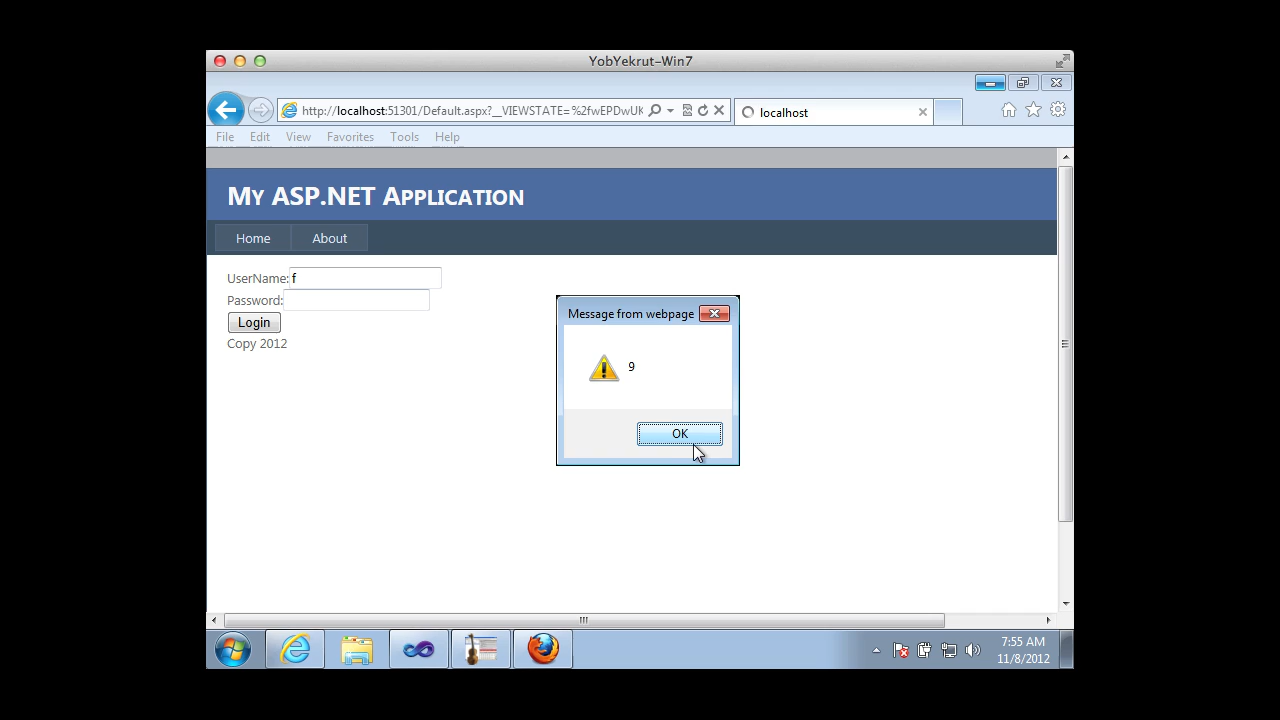 YobYekrut-Win7
http://localhost:51301/Default.aspx?__VIEWSTATE=%2fwEPDwUK
localhost
File Edit View Favorites Tools Help
My ASP.NET Application
Home About
UserName: f
Password:
Login
Copy 2012
Message from webpage
9
OK
7:55 AM
11/8/2012